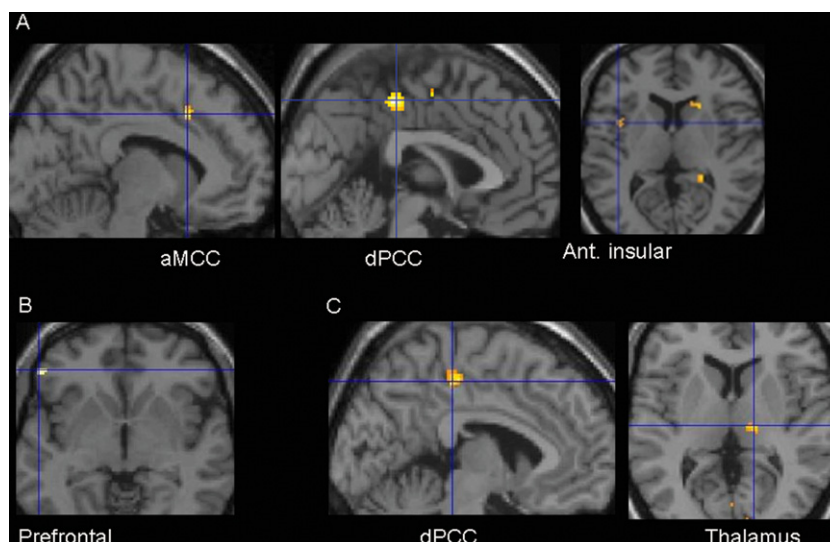 A
aMCC
dPCC
Ant. insular
B
C
Prefrontal
dPCC
Thalamus